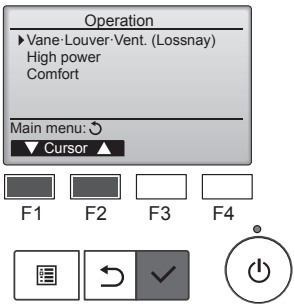 Operation
Vane·Louver·Vent. (Lossnay)
High power
Comfort
Main menu:
Cursor
F1 F2 F3 F4